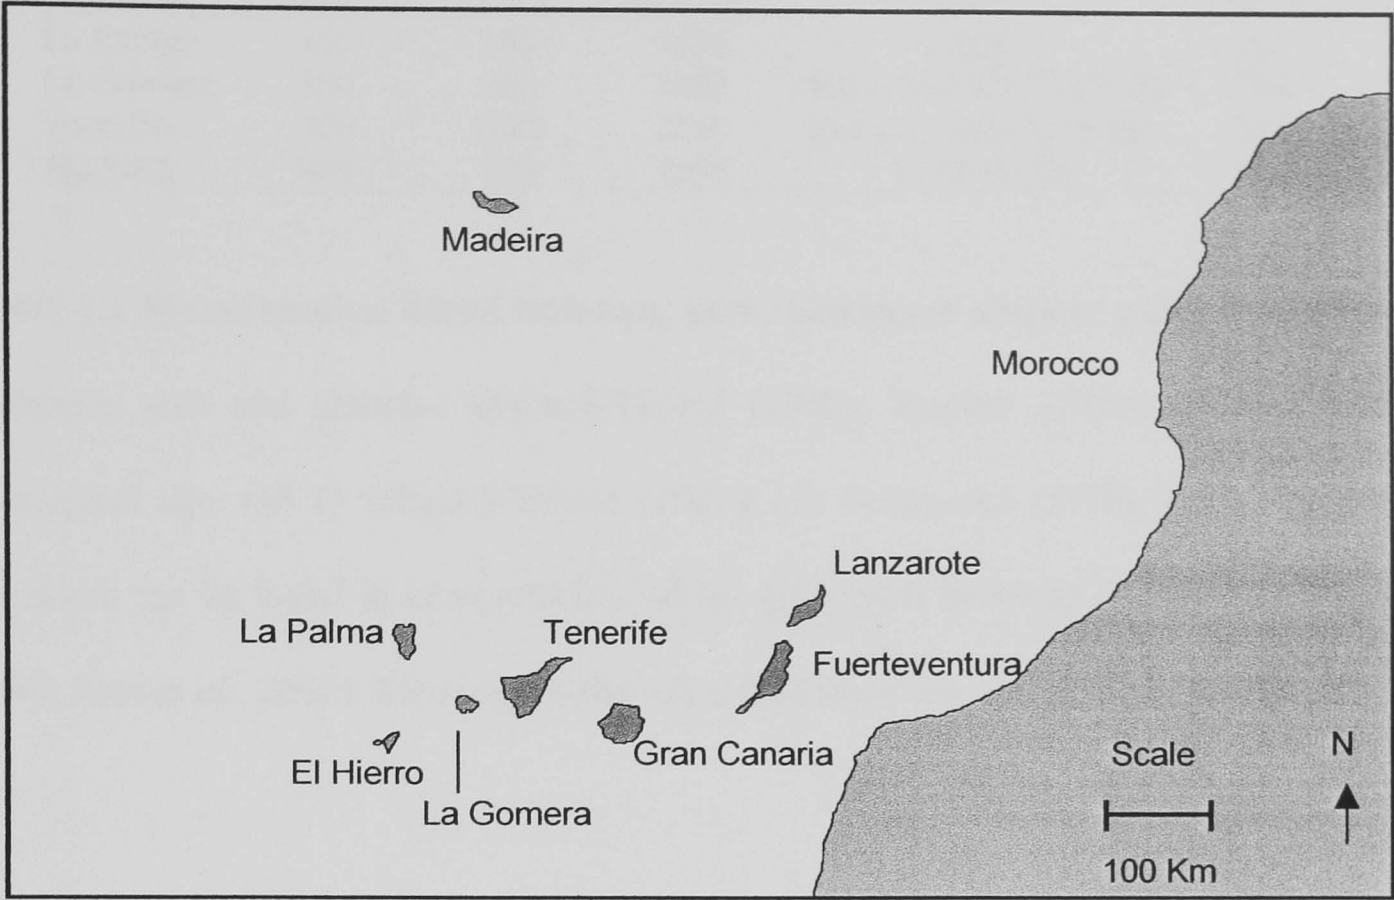 Madeira
Morocco
Lanzarote
La Palma
Tenerife
Fuerteventura
Gran Canaria
El Hierro
La Gomera
Scale
N
100 Km